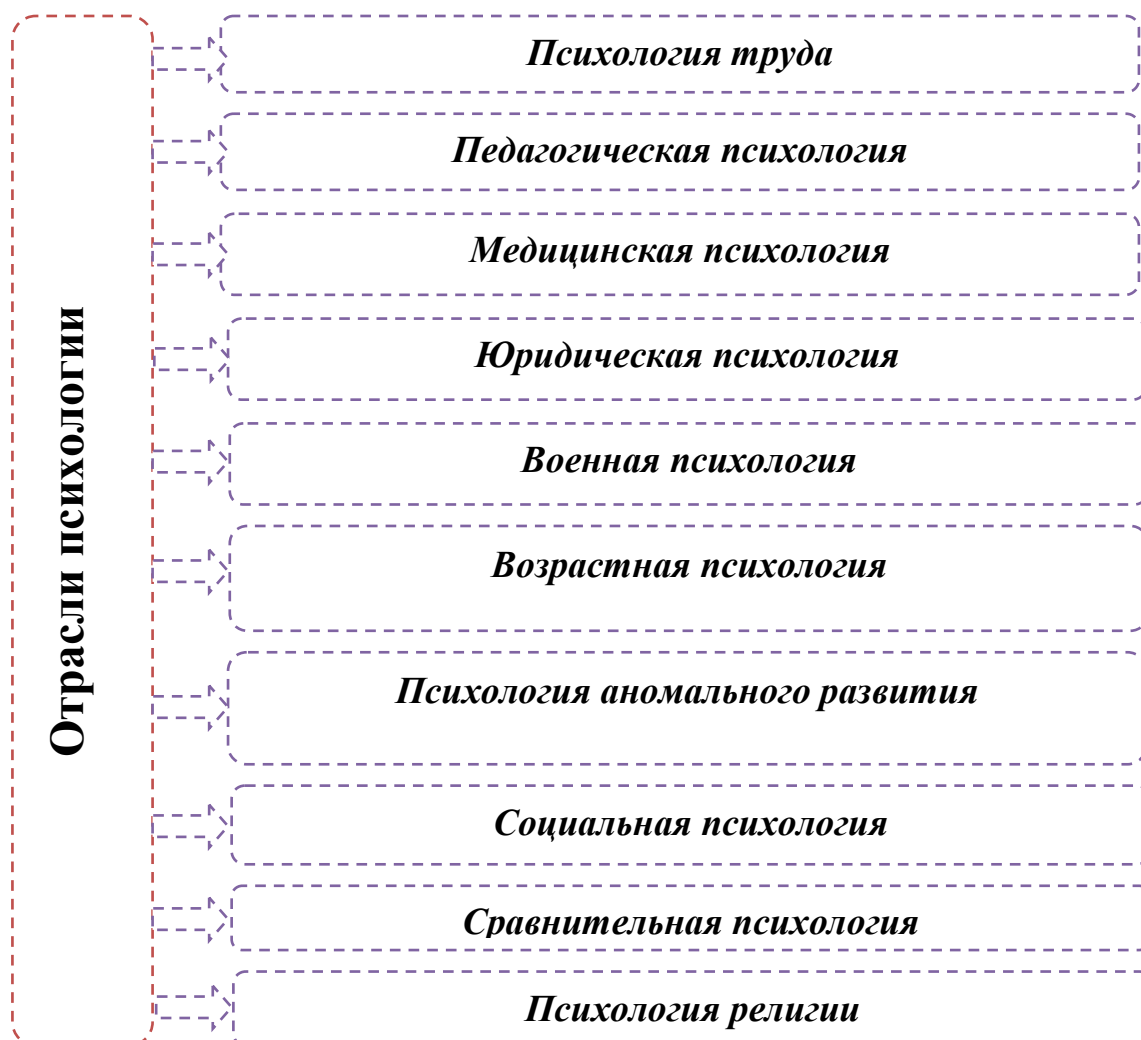 Отрасли психологии
Психология труда
Педагогическая психология
Медицинская психология
Юридическая психология
Военная психология
Возрастная психология
Психология аномального развития
Социальная психология
Сравнительная психология
Психология религии